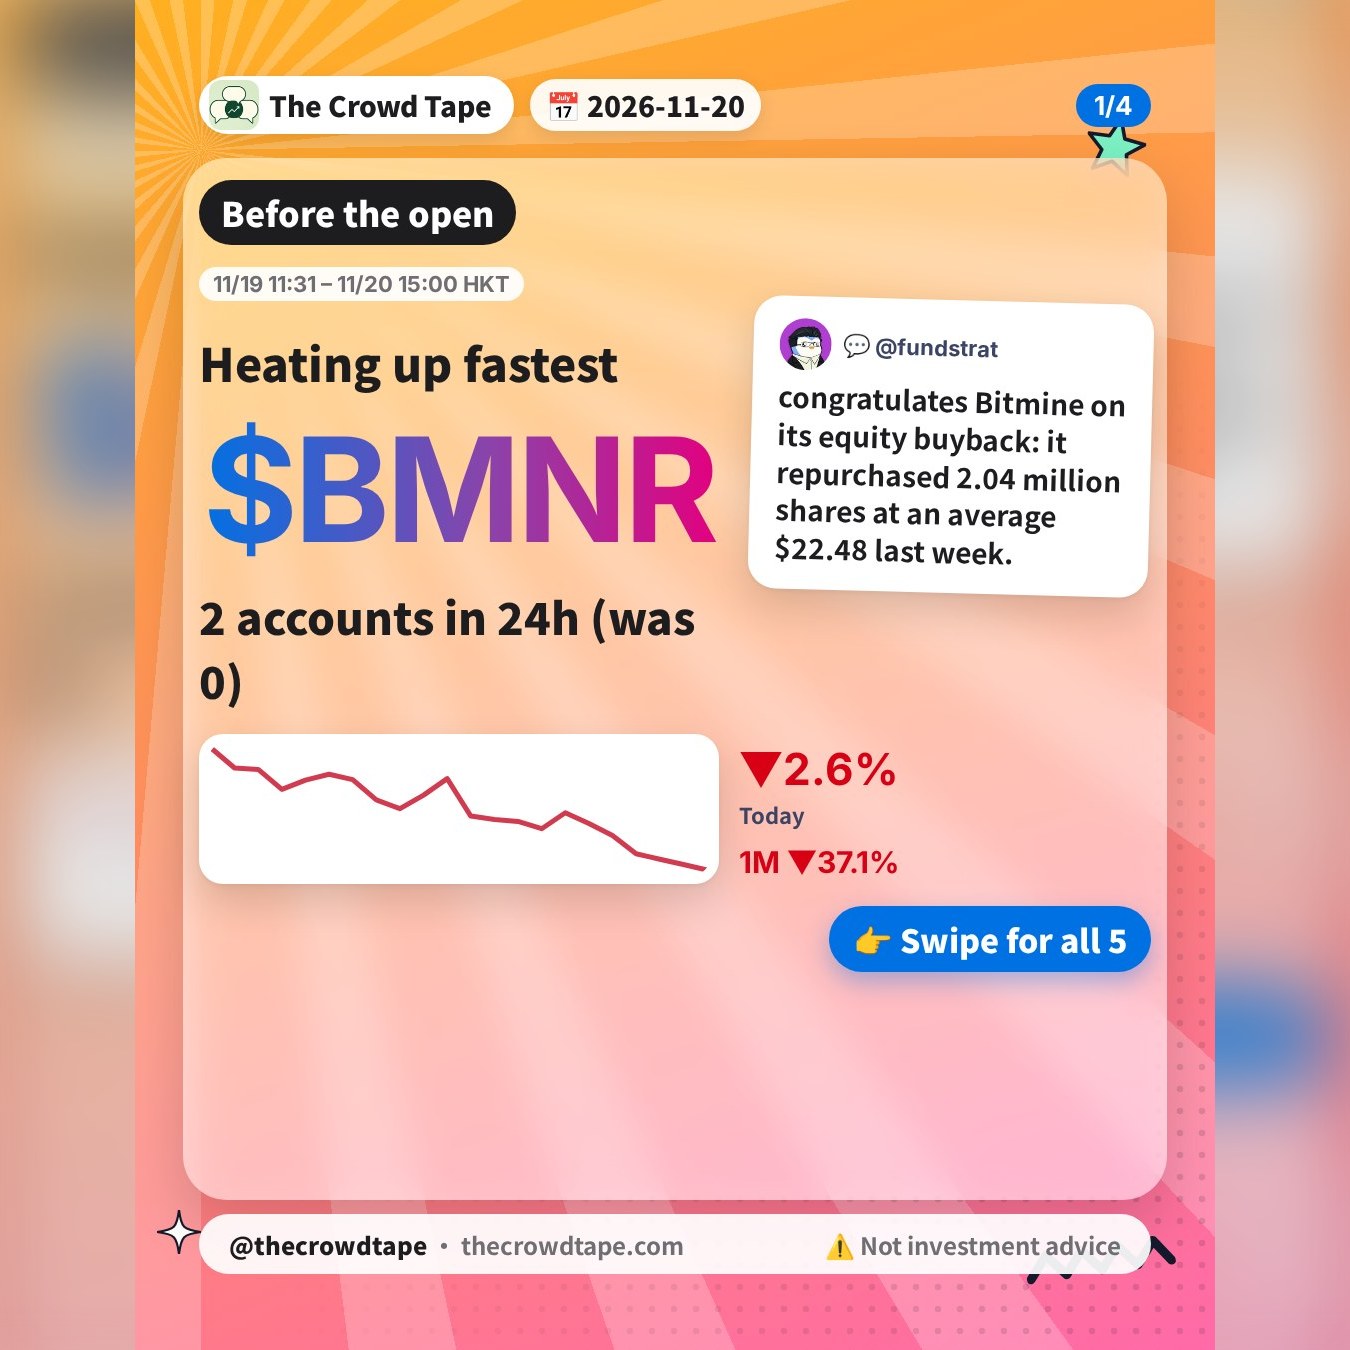 The Crowd Tape
📅 2026-11-20
1/4
Before the open
11/19 11:31 – 11/20 15:00 HKT
Heating up fastest
$BMNR
2 accounts in 24h (was
0)
💬 @fundstrat
congratulates Bitmine on
its equity buyback: it
repurchased 2.04 million
shares at an average
$22.48 last week.
▼2.6%
Today
1M ▼37.1%
👉 Swipe for all 5
@thecrowdtape • thecrowdtape.com
⚠️ Not investment advice